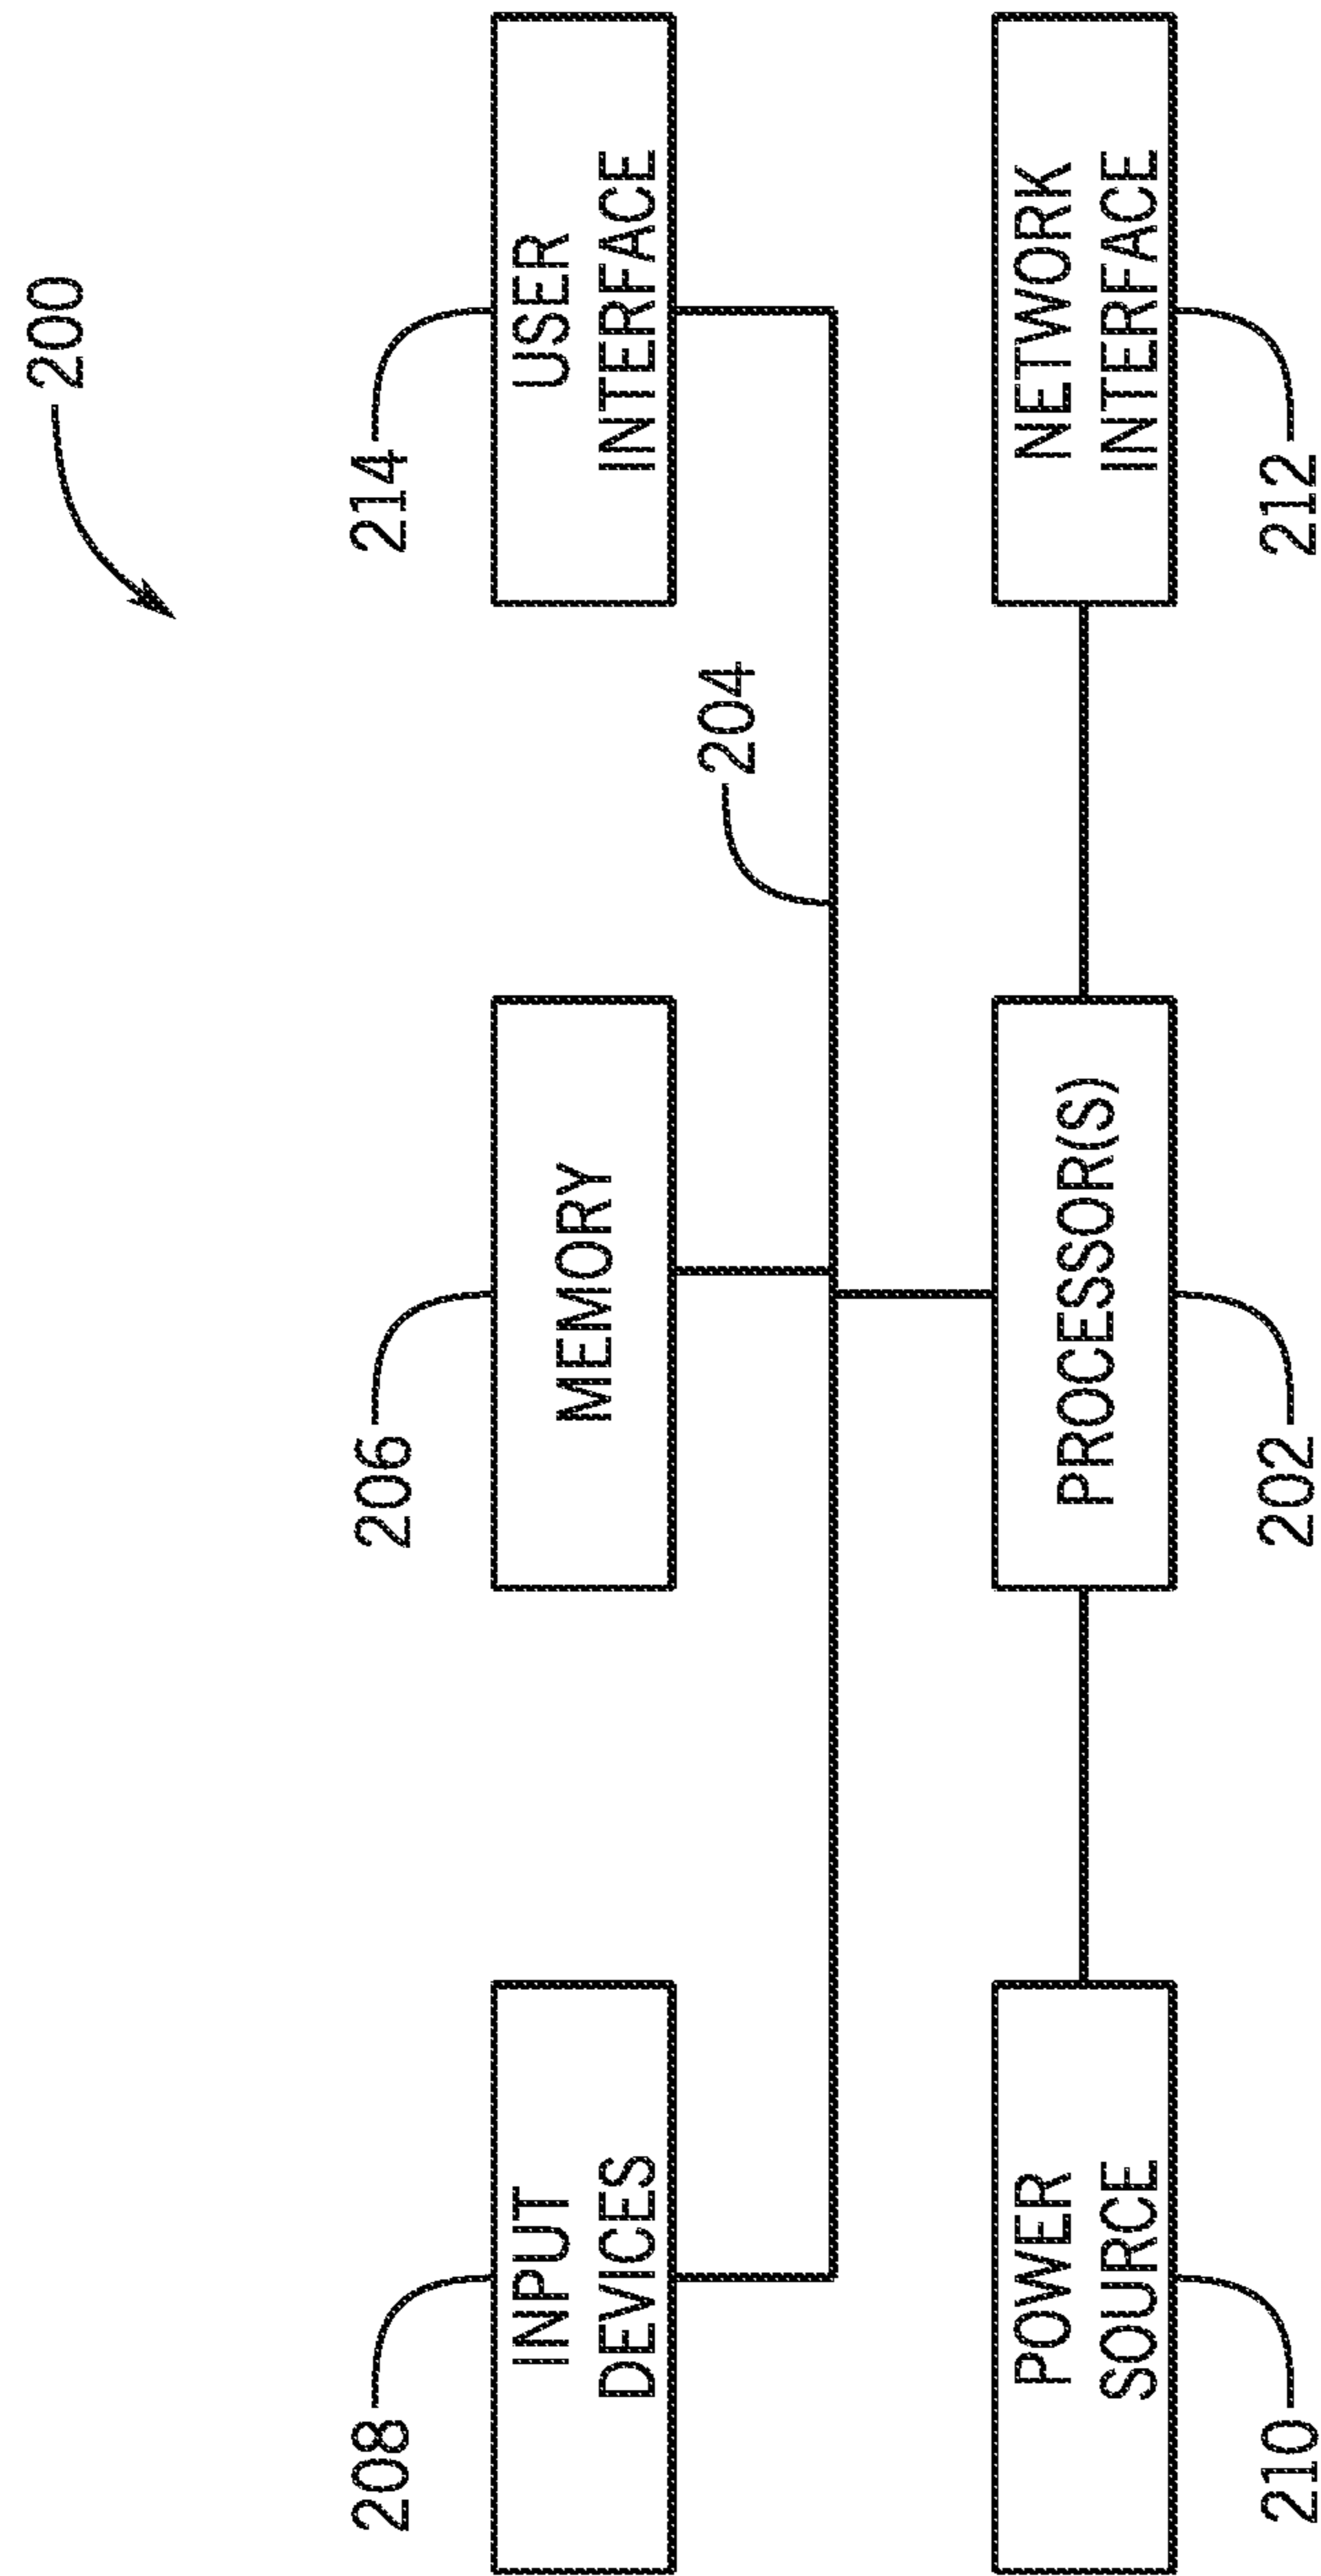 200
208
INPUT
DEVICES
206
MEMORY
214
USER
INTERFACE
204
POWER
SOURCE
210
PROCESSOR(S)
202
NETWORK
INTERFACE
212